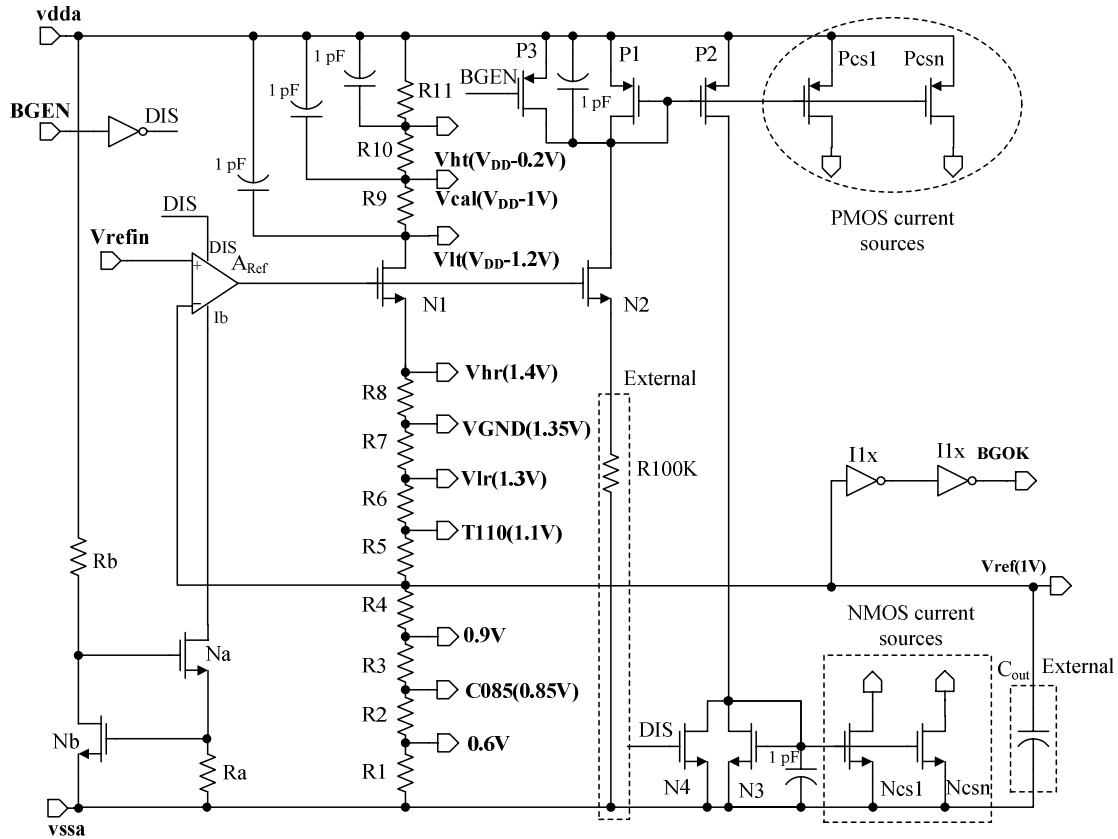 vdda
BGEN
DIS
1 pF
1 pF
1 pF
R11
R10
R9
Vht(VDD-0.2V)
Vcal(VDD-1V)
Vlt(VDD-1.2V)
P3
BGEN
1 pF
P1
P2
Pcs1
Pcsn
PMOS current
sources
DIS
Vrefin
DIS
+
−
ARef
Ib
N1
N2
R8
Vhr(1.4V)
External
R7
VGND(1.35V)
R100K
R6
Vlr(1.3V)
R5
T110(1.1V)
I1x
I1x
BGOK
Rb
R4
Vref(1V)
R3
0.9V
Na
NMOS current
sources
Cout
External
R2
C085(0.85V)
Nb
Ra
R1
0.6V
DIS
N4
N3
1 pF
Ncs1
Ncsn
vssa